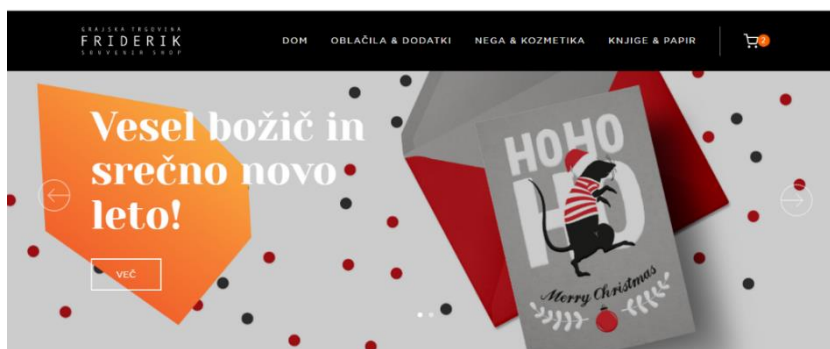 GRAJSKA TRGOVINA
FRIDERIK
SOUVENIR SHOP
DOM OBLAČILA & DODATKI NEGA & KOZMETIKA KNJIGE & PAPIR 2
Vesel božič in
srečno novo
leto!
VEČ
HOHO
HO
Merry Christmas